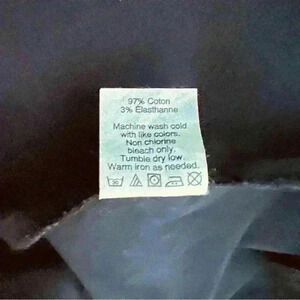 97% Coton
3% Élasthanne
Machine wash cold
with like colors.
Non chlorine
bleach only.
Tumble dry low.
Warm iron as needed.